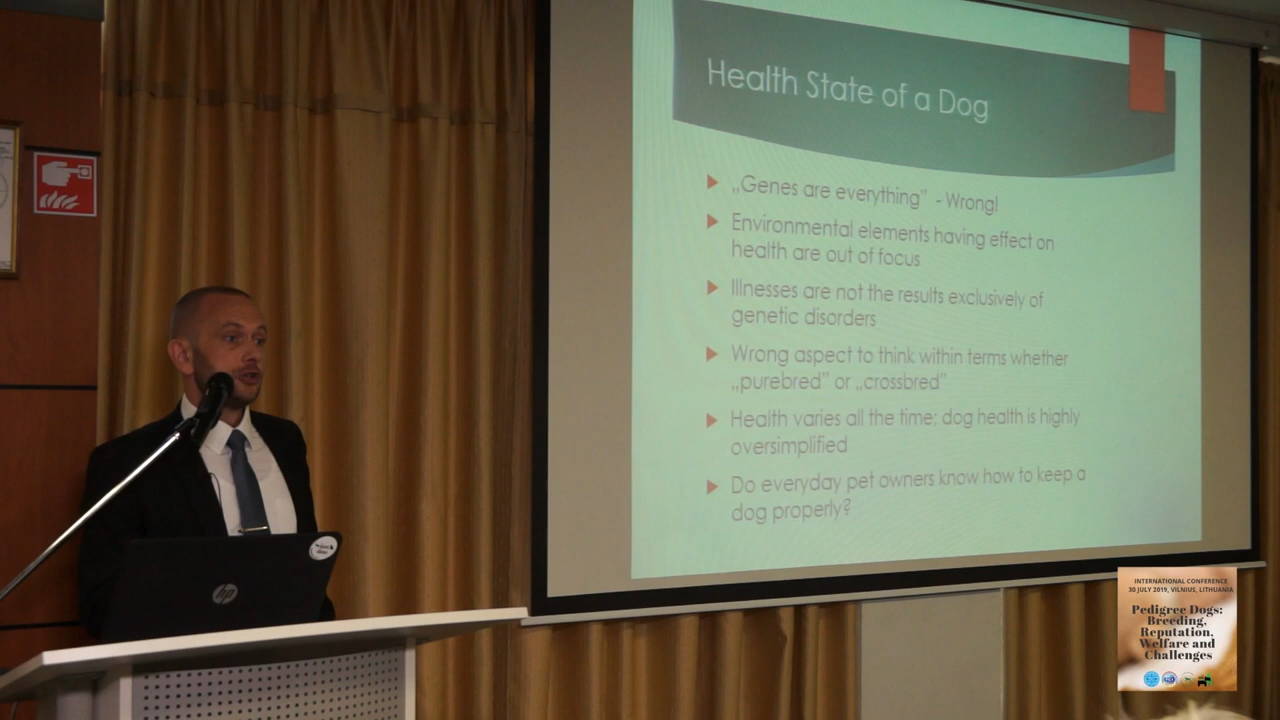 Health State of a Dog
„Genes are everything” - Wrong!
Environmental elements having effect on
health are out of focus
Illnesses are not the results exclusively of
genetic disorders
Wrong aspect to think within terms whether
„purebred” or „crossbred”
Health varies all the time; dog health is highly
oversimplified
Do everyday pet owners know how to keep a
dog properly?
hp
INTERNATIONAL CONFERENCE
30 JULY 2019, VILNIUS, LITHUANIA
Pedigree Dogs:
Breeding,
Reputation,
Welfare and
Challenges